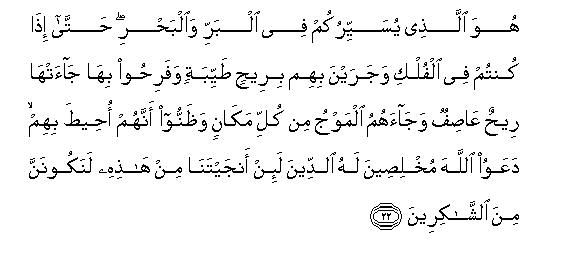 هُوَ ٱلَّذِى يُسَيِّرُكُمْ فِى ٱلْبَرِّ وَٱلْبَحْرِ ۖ حَتَّىٰٓ إِذَا
كُنتُمْ فِى ٱلْفُلْكِ وَجَرَيْنَ بِهِم بِرِيحٍ طَيِّبَةٍ وَفَرِحُوا۟ بِهَا جَآءَتْهَا
رِيحٌ عَاصِفٌ وَجَآءَهُمُ ٱلْمَوْجُ مِن كُلِّ مَكَانٍ وَظَنُّوٓا۟ أَنَّهُمْ أُحِيطَ بِهِمْ ۙ
دَعَوُا۟ ٱللَّهَ مُخْلِصِينَ لَهُ ٱلدِّينَ لَئِنْ أَنجَيْتَنَا مِنْ هَـٰذِهِۦ لَنَكُونَنَّ
مِنَ ٱلشَّـٰكِرِينَ ﴿٢٢﴾